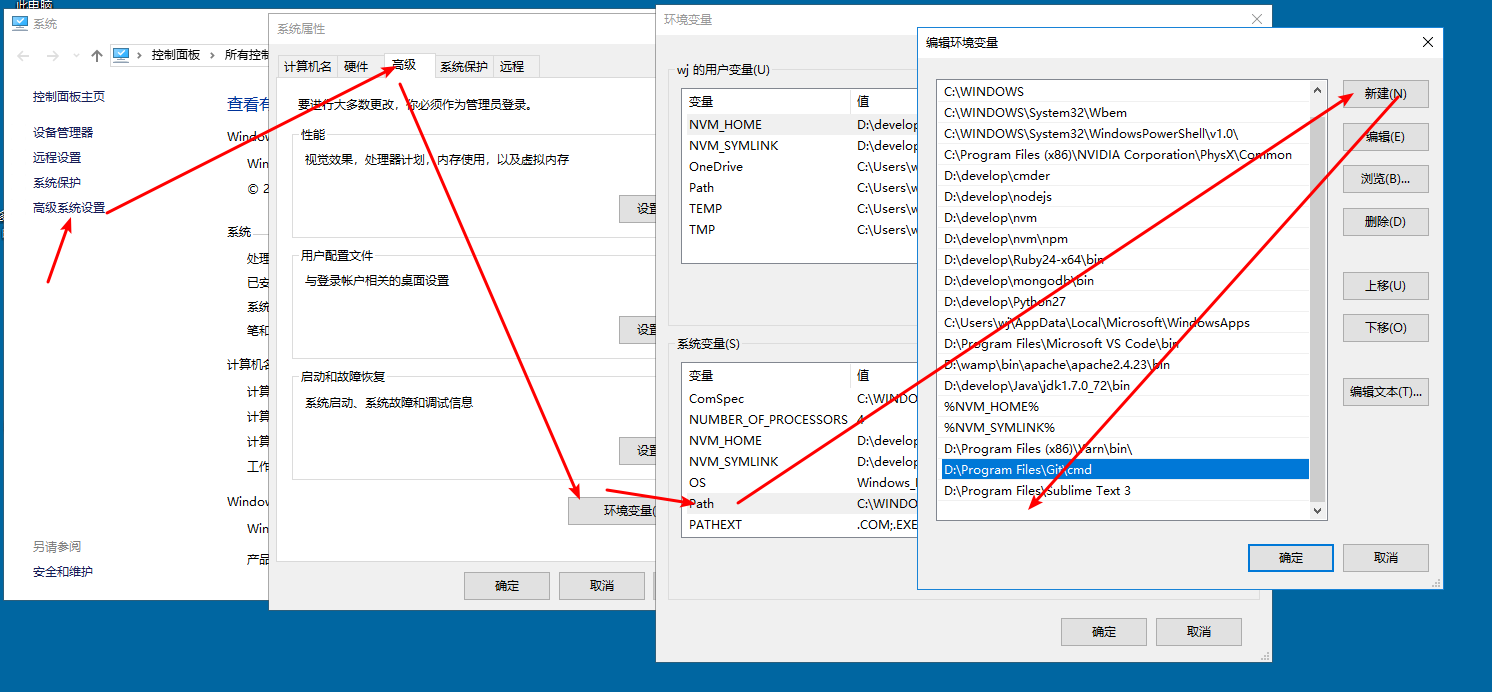 此电脑
系统
控制面板
所有控制
控制面板主页
设备管理器
远程设置
系统保护
高级系统设置
另请参阅
安全和维护
查看有
Windo
Win
© 2
系统
处理
已安
系统
笔和
计算机名
计算
计算
计算
工作
Window
Win
产品
系统属性
计算机名
硬件
高级
系统保护
远程
要进行大多数更改，你必须作为管理员登录。
性能
视觉效果，处理器计划，内存使用，以及虚拟内存
设置
用户配置文件
与登录帐户相关的桌面设置
设置
启动和故障恢复
系统启动、系统故障和调试信息
设置
环境变量(
确定
取消
环境变量
wj 的用户变量(U)
变量 值
NVM_HOME D:\develop
NVM_SYMLINK D:\develop
OneDrive C:\Users\w
Path C:\Users\w
TEMP C:\Users\w
TMP C:\Users\w
系统变量(S)
变量 值
ComSpec C:\WINDO
NUMBER_OF_PROCESSORS 4
NVM_HOME D:\develop
NVM_SYMLINK D:\develop
OS Windows_
Path C:\WINDO
PATHEXT .COM;.EXE
确定
取消
编辑环境变量
C:\WINDOWS
C:\WINDOWS\System32\Wbem
C:\WINDOWS\System32\WindowsPowerShell\v1.0\
C:\Program Files (x86)\NVIDIA Corporation\PhysX\Common
D:\develop\cmder
D:\develop\nodejs
D:\develop\nvm
D:\develop\nvm\npm
D:\develop\Ruby24-x64\bin
D:\develop\mongodb\bin
D:\develop\Python27
C:\Users\wj\AppData\Local\Microsoft\WindowsApps
D:\Program Files\Microsoft VS Code\bin
D:\wamp\bin\apache\apache2.4.23\bin
D:\develop\Java\jdk1.7.0_72\bin
%NVM_HOME%
%NVM_SYMLINK%
D:\Program Files (x86)\Yarn\bin\
D:\Program Files\Git\cmd
D:\Program Files\Sublime Text 3
新建(N)
编辑(E)
浏览(B)...
删除(D)
上移(U)
下移(O)
编辑文本(T)...
确定
取消